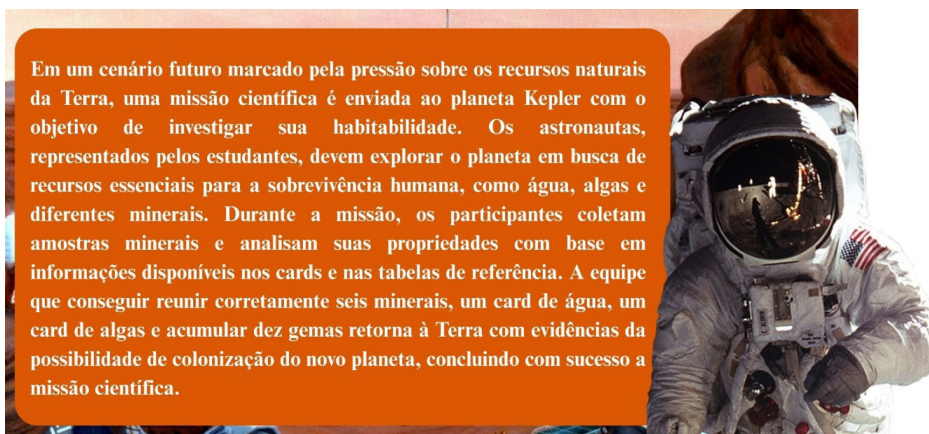 Em um cenário futuro marcado pela pressão sobre os recursos naturais
da Terra, uma missão científica é enviada ao planeta Kepler com o
objetivo de investigar sua habitabilidade. Os astronautas,
representados pelos estudantes, devem explorar o planeta em busca de
recursos essenciais para a sobrevivência humana, como água, algas e
diferentes minerais. Durante a missão, os participantes coletam
amostras minerais e analisam suas propriedades com base em
informações disponíveis nos cards e nas tabelas de referência. A equipe
que conseguir reunir corretamente seis minerais, um card de água, um
card de algas e acumular dez gemas retorna à Terra com evidências da
possibilidade de colonização do novo planeta, concluindo com sucesso a
missão científica.